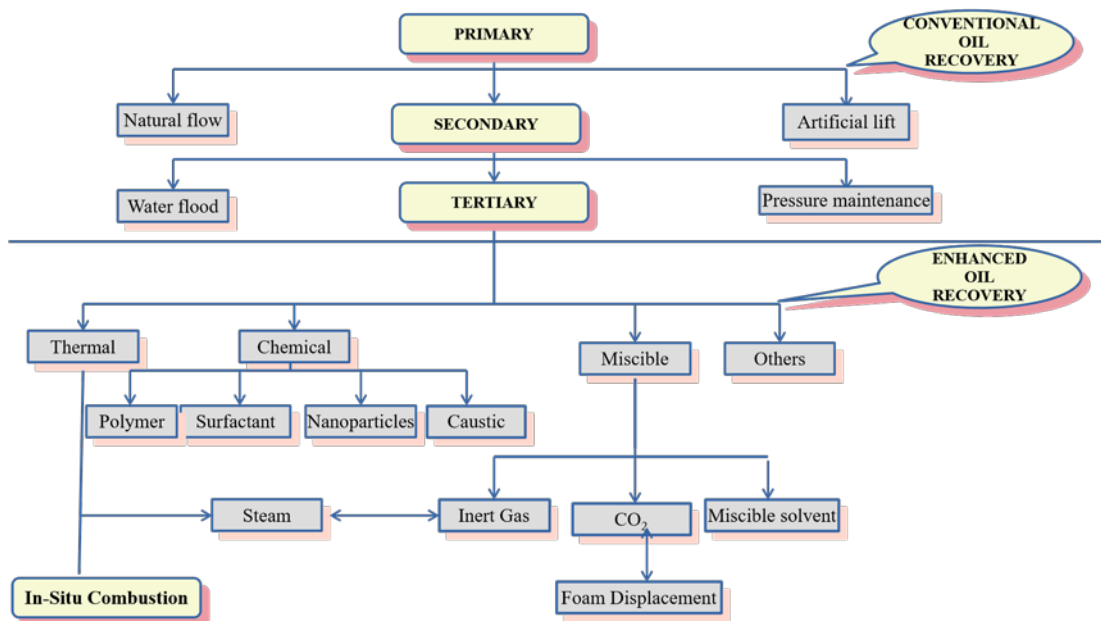 PRIMARY
CONVENTIONAL
OIL
RECOVERY
Natural flow
SECONDARY
Artificial lift
Water flood
TERTIARY
Pressure maintenance
ENHANCED
OIL
RECOVERY
Thermal
Chemical
Miscible
Others
Polymer
Surfactant
Nanoparticles
Caustic
Steam
Inert Gas
CO₂
Miscible solvent
In-Situ Combustion
Foam Displacement